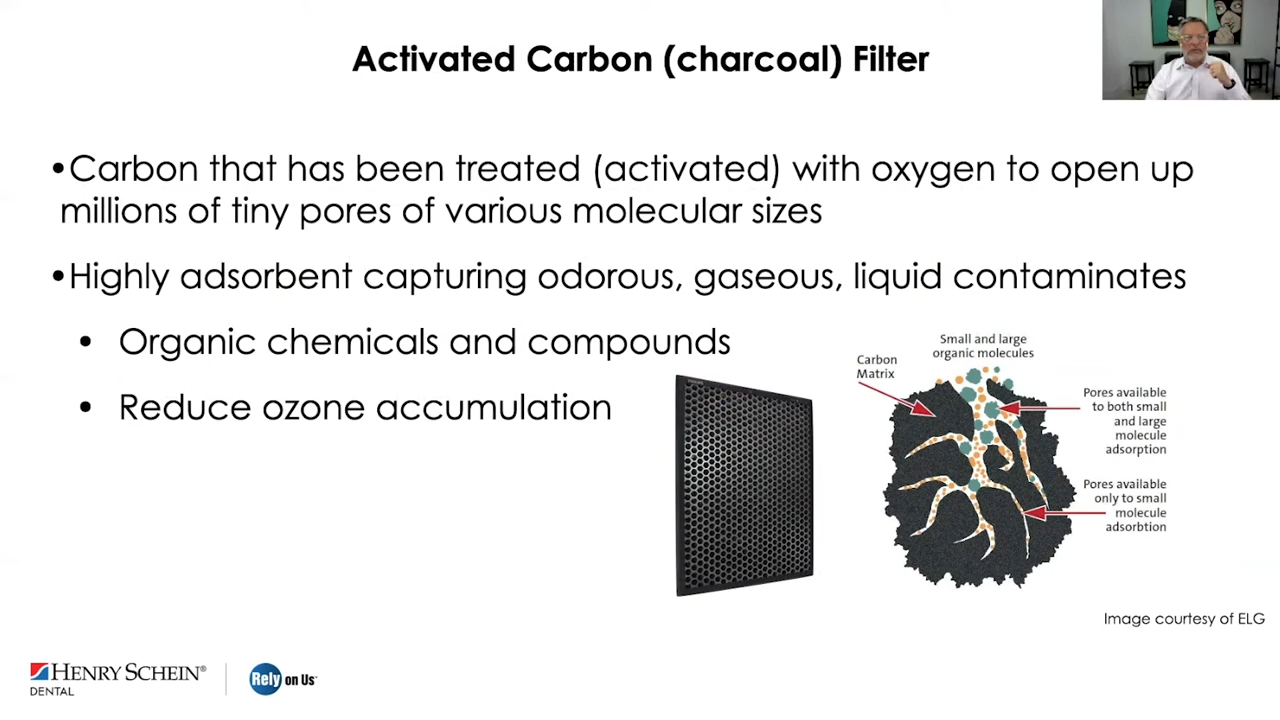 Activated Carbon (charcoal) Filter
•Carbon that has been treated (activated) with oxygen to open up
millions of tiny pores of various molecular sizes
•Highly adsorbent capturing odorous, gaseous, liquid contaminates
• Organic chemicals and compounds
• Reduce ozone accumulation
Small and large
organic molecules
Carbon
Matrix
Pores available
to both small
and large
molecule
adsorption
Pores available
only to small
molecule
adsorbtion
Image courtesy of ELG
HENRY SCHEIN®
DENTAL
Rely on Us™